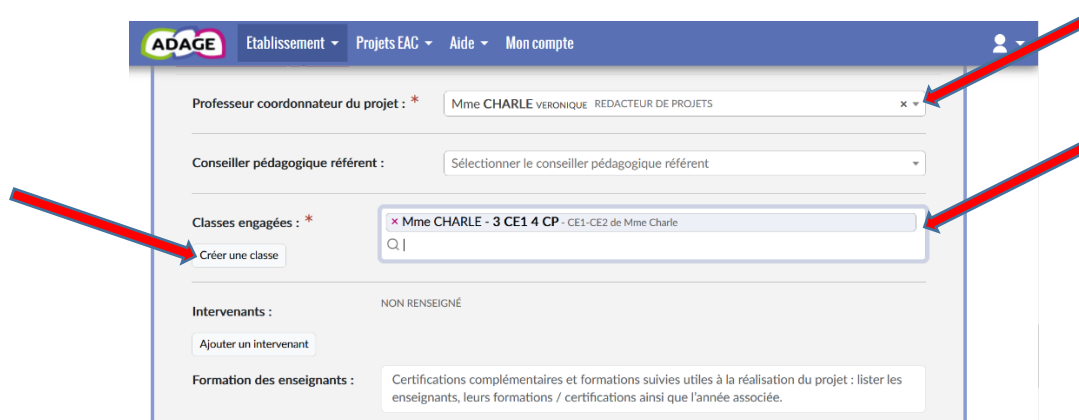 ADAGE Etablissement Projets EAC Aide Mon compte
Professeur coordonnateur du projet : * Mme CHARLE VERONIQUE REDACTEUR DE PROJETS ×
Conseiller pédagogique référent : Sélectionner le conseiller pédagogique référent
Classes engagées : * × Mme CHARLE - 3 CE1 4 CP - CE1-CE2 de Mme Charle
Créer une classe
Intervenants : NON RENSEIGNÉ
Ajouter un intervenant
Formation des enseignants : Certifications complémentaires et formations suivies utiles à la réalisation du projet : lister les
enseignants, leurs formations / certifications ainsi que l'année associée.